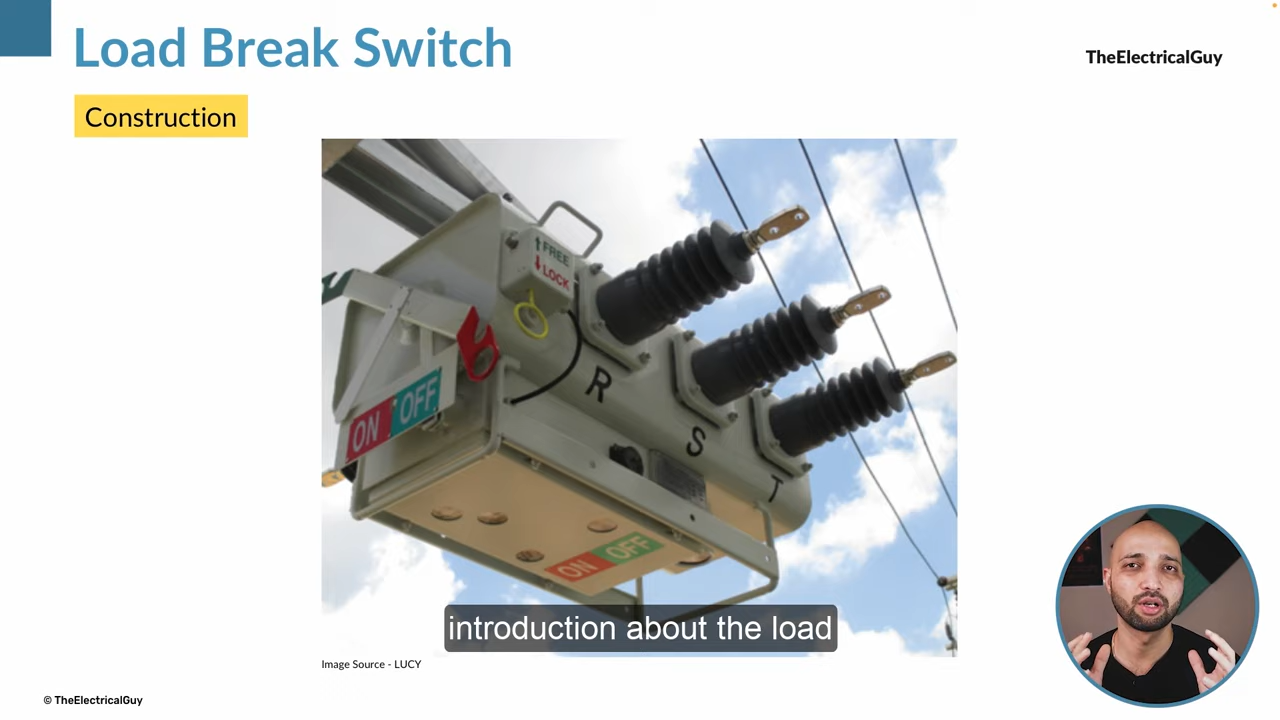 Load Break Switch
TheElectricalGuy
Construction
FREE
LOCK
R
ON OFF
S
T
ON OFF
introduction about the load
Image Source - LUCY
© TheElectricalGuy